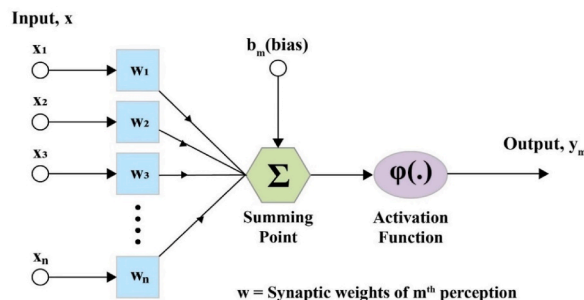 Input, x
x₁
w₁
x₂
w₂
x₃
w₃
xₙ
wₙ
bₘ(bias)
Σ
Summing
Point
φ(.)
Activation
Function
Output, yₘ
w = Synaptic weights of mᵗʰ perception